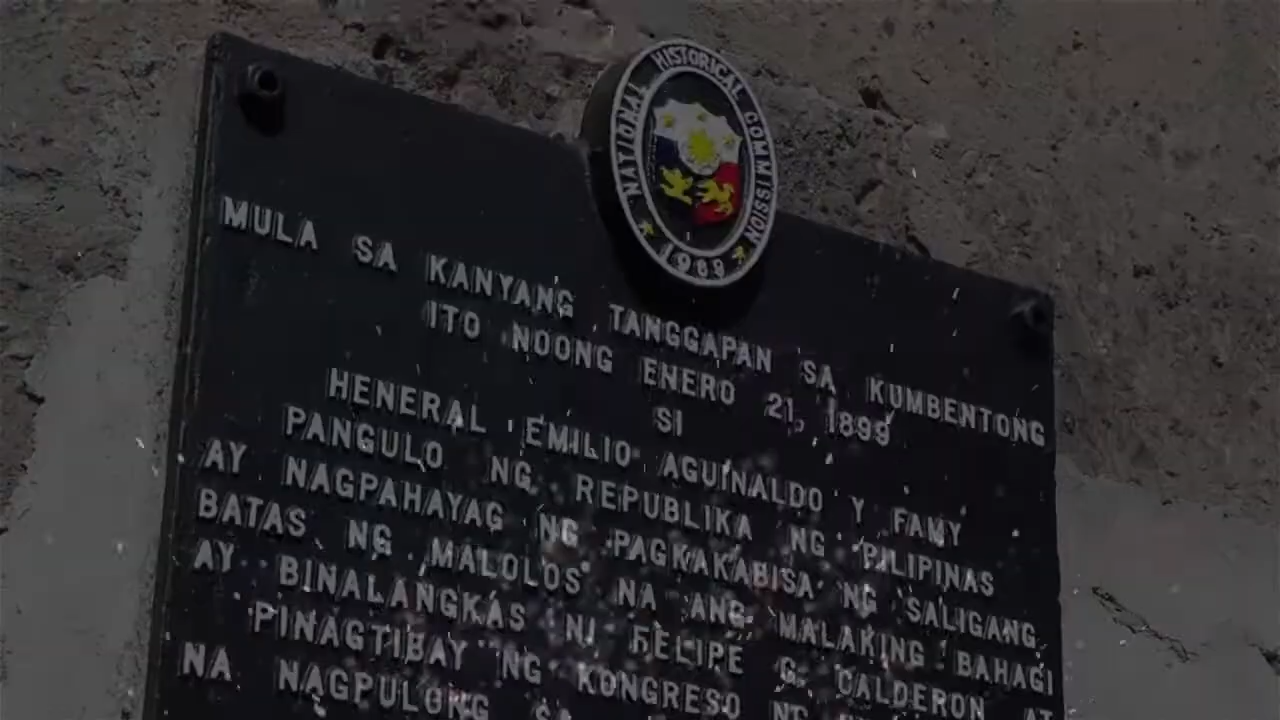 NATIONAL HISTORICAL COMMISSION
1969
MULA SA KANYANG TANGGAPAN SA KUMBENTONG
ITO NOONG ENERO 21, 1899
SI
HENERAL EMILIO AGUINALDO Y FAMY
PANGULO NG REPUBLIKA NG PILIPINAS
AY NAGPAHAYAG NG PAGKAKABISA NG SALIGANG
BATAS NG MALOLOS NA ANG MALAKING BAHAGI
AY BINALANGKAS NI FELIPE G. CALDERON AT
PINAGTIBAY NG KONGRESO
NA NAGPULONG SA